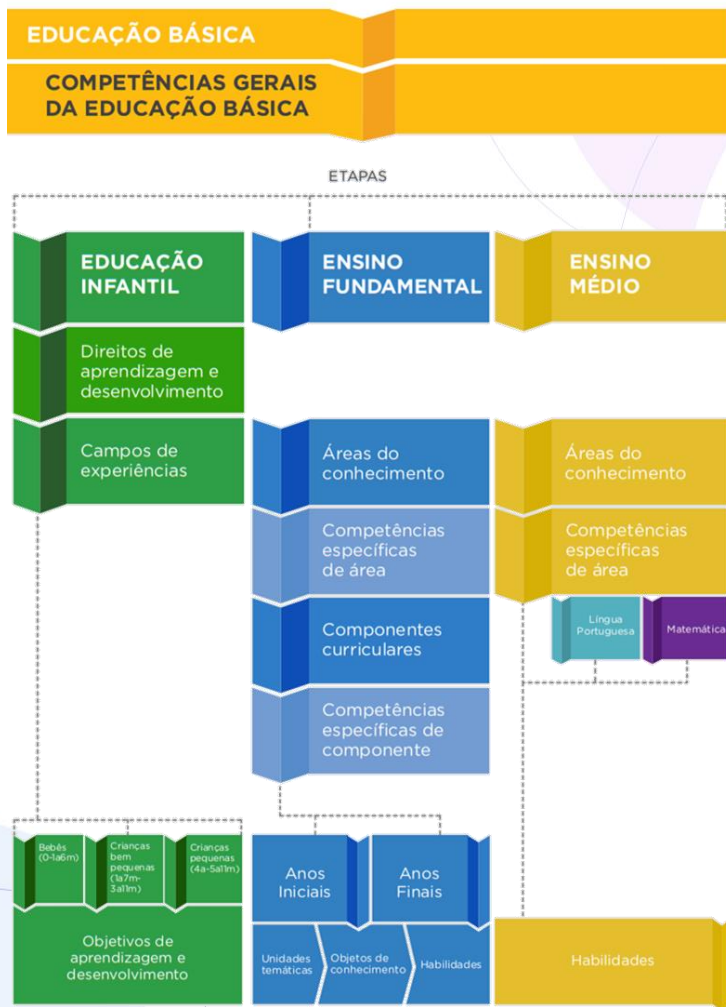 EDUCAÇÃO BÁSICA
COMPETÊNCIAS GERAIS
DA EDUCAÇÃO BÁSICA
ETAPAS
EDUCAÇÃO
INFANTIL
Direitos de
aprendizagem e
desenvolvimento
Campos de
experiências
Bebês
(0-1a6m)
Crianças
bem
pequenas
(1a7m-
3a11m)
Crianças
pequenas
(4a-5a11m)
Objetivos de
aprendizagem e
desenvolvimento
ENSINO
FUNDAMENTAL
Áreas do
conhecimento
Competências
específicas
de área
Componentes
curriculares
Competências
específicas de
componente
Anos
Iniciais
Anos
Finais
Unidades
temáticas
Objetos de
conhecimento
Habilidades
ENSINO
MÉDIO
Áreas do
conhecimento
Competências
específicas
de área
Língua
Portuguesa
Matemática
Habilidades